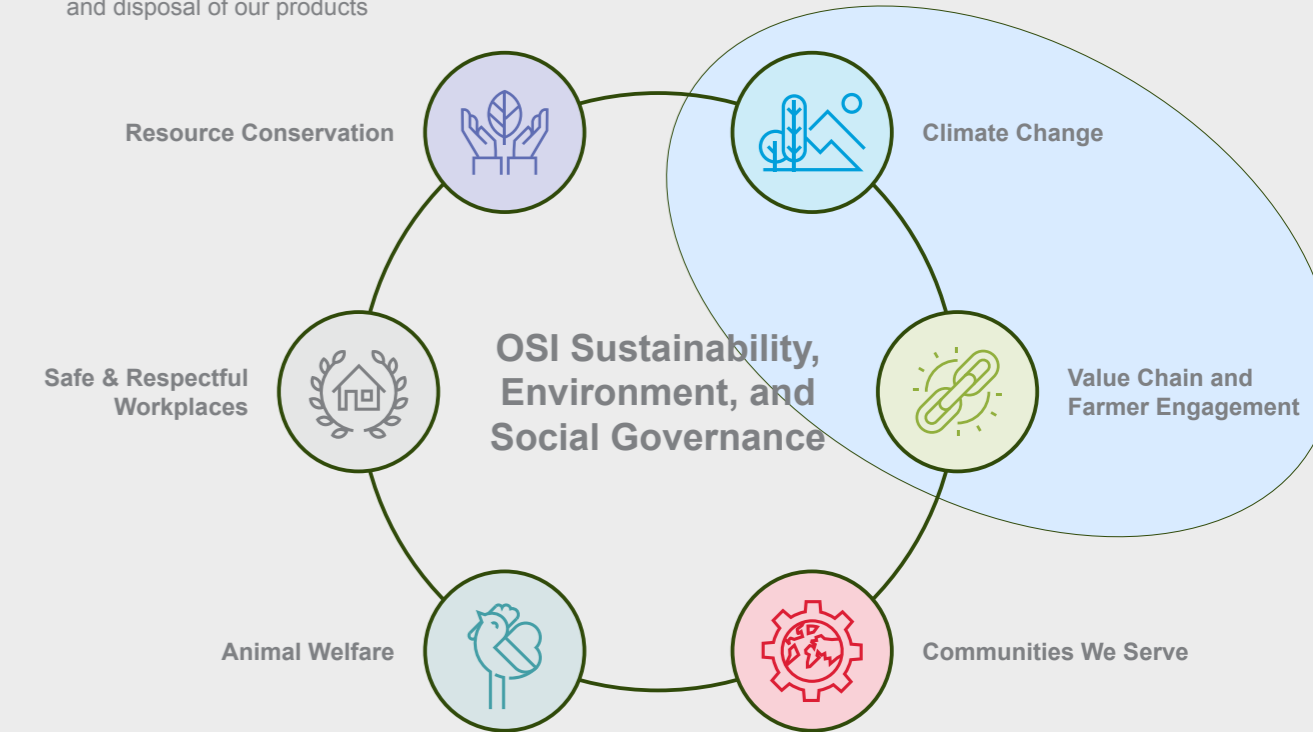 and disposal of our products
Resource Conservation
Climate Change
OSI Sustainability,
Environment, and
Social Governance
Safe & Respectful
Workplaces
Value Chain and
Farmer Engagement
Animal Welfare
Communities We Serve